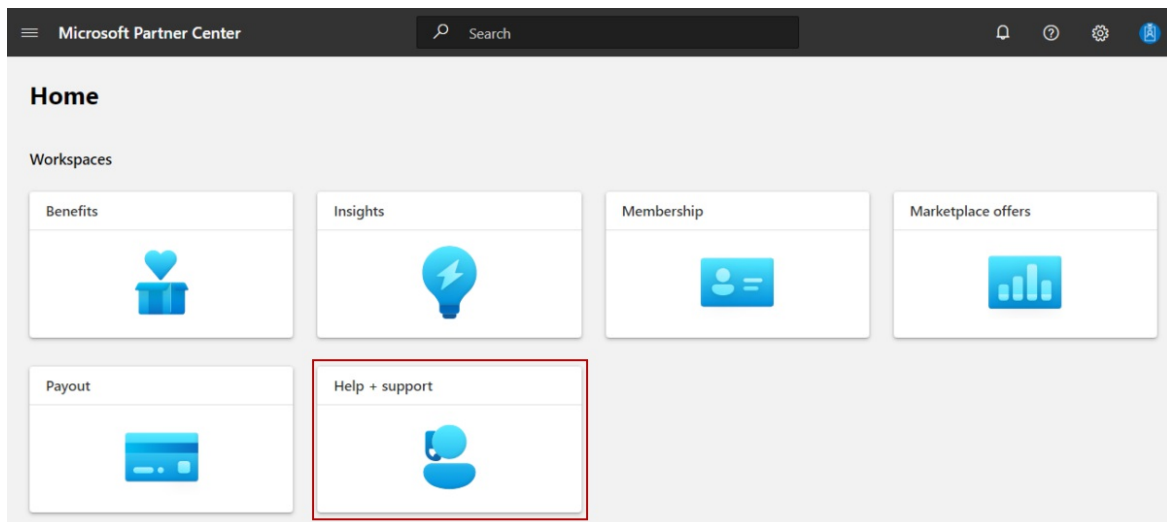 Microsoft Partner Center
Search
Home
Workspaces
Benefits
Insights
Membership
Marketplace offers
Payout
Help + support